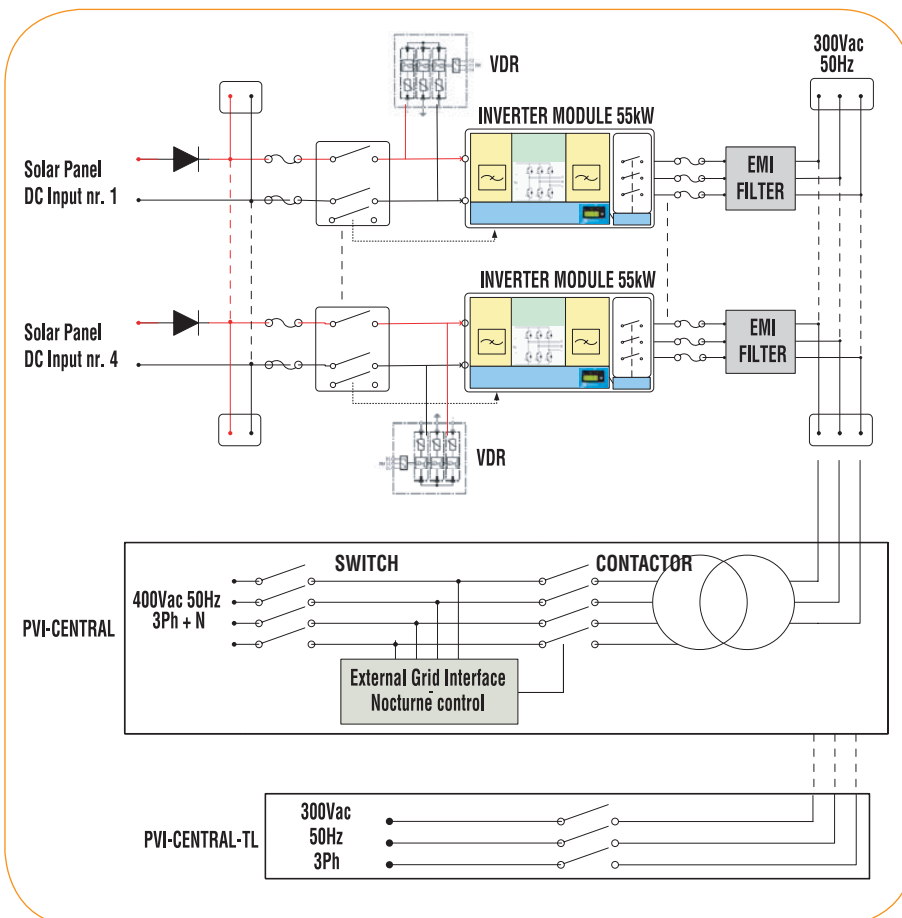 VDR
300Vac
50Hz
INVERTER MODULE 55kW
Solar Panel
DC Input nr. 1
EMI
FILTER
INVERTER MODULE 55kW
Solar Panel
DC Input nr. 4
EMI
FILTER
VDR
PVI-CENTRAL
SWITCH
CONTACTOR
400Vac 50Hz
3Ph + N
External Grid Interface
-
Nocturne control
PVI-CENTRAL-TL
300Vac
50Hz
3Ph